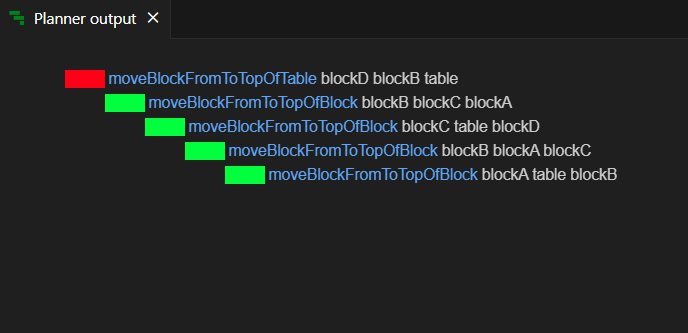 Planner output
moveBlockFromToTopOfTable blockD blockB table
moveBlockFromToTopOfBlock blockB blockC blockA
moveBlockFromToTopOfBlock blockC table blockD
moveBlockFromToTopOfBlock blockB blockA blockC
moveBlockFromToTopOfBlock blockA table blockB